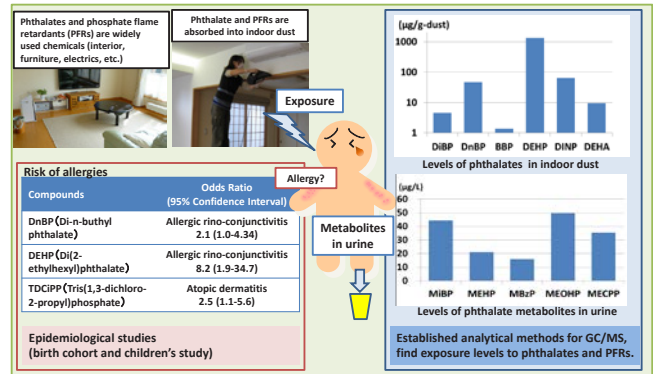 Phthalates and phosphate flame
retardants (PFRs) are widely
used chemicals (interior,
furniture, electrics, etc.)
Phthalate and PFRs are
absorbed into indoor dust
Exposure
Allergy?
Metabolites
in urine
Risk of allergies
Compounds
Odds Ratio
(95% Confidence Interval)
DnBP(Di-n-buthyl
phthalate)
Allergic rino-conjunctivitis
2.1 (1.0-4.34)
DEHP(Di(2-
ethylhexyl)phthalate)
Allergic rino-conjunctivitis
8.2 (1.9-34.7)
TDCiPP(Tris(1,3-dichloro-
2-propyl)phosphate)
Atopic dermatitis
2.5 (1.1-5.6)
Epidemiological studies
(birth cohort and children's study)
(μg/g-dust)
1000
100
10
1
DiBP DnBP BBP DEHP DINP DEHA
Levels of phthalates in indoor dust
(μg/L)
60
50
40
30
20
10
0
MiBP MEHP MBzP MEOHP MECPP
Levels of phthalate metabolites in urine
Established analytical methods for GC/MS,
find exposure levels to phthalates and PFRs.